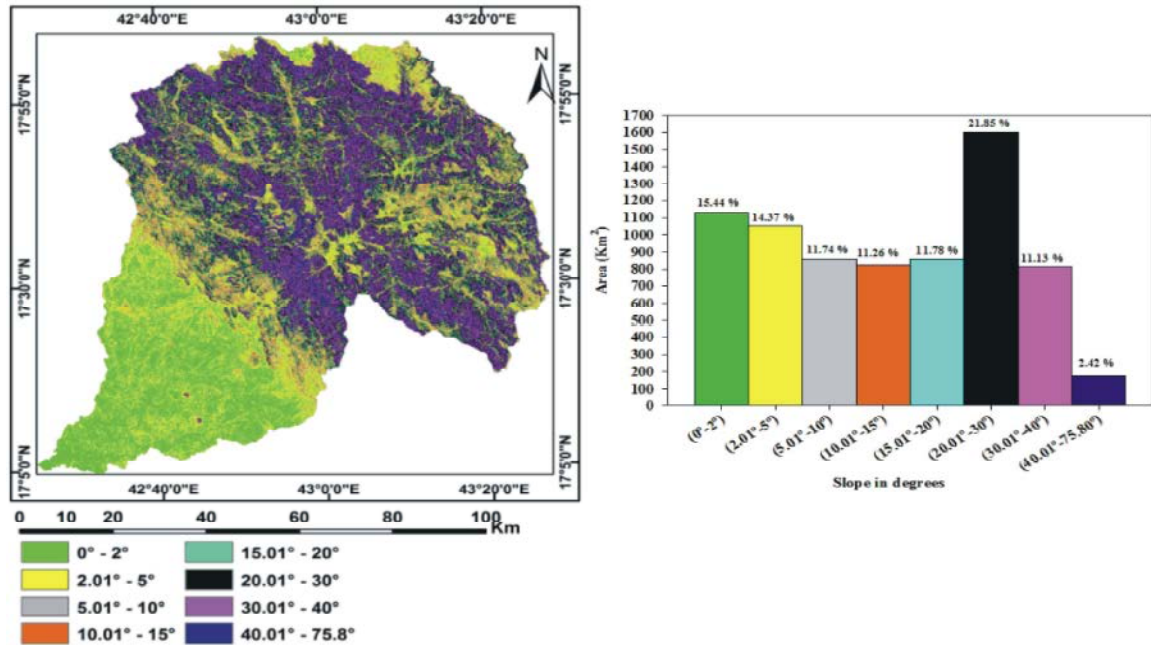 42°40'0"E 43°0'0"E 43°20'0"E
N
17°55'0"N 17°55'0"N
17°30'0"N 17°30'0"N
17°5'0"N 17°5'0"N
42°40'0"E 43°0'0"E 43°20'0"E
0 10 20 40 60 80 100 Km
0° - 2°
2.01° - 5°
5.01° - 10°
10.01° - 15°
15.01° - 20°
20.01° - 30°
30.01° - 40°
40.01° - 75.8°
Area (Km²)
1700
1600
1500
1400
1300
1200
1100
1000
900
800
700
600
500
400
300
200
100
0
15.44 %
14.37 %
11.74 %
11.26 %
11.78 %
21.85 %
11.13 %
2.42 %
(0°-2°)
(2.01°-5°)
(5.01°-10°)
(10.01°-15°)
(15.01°-20°)
(20.01°-30°)
(30.01°-40°)
(40.01°-75.80°)
Slope in degrees